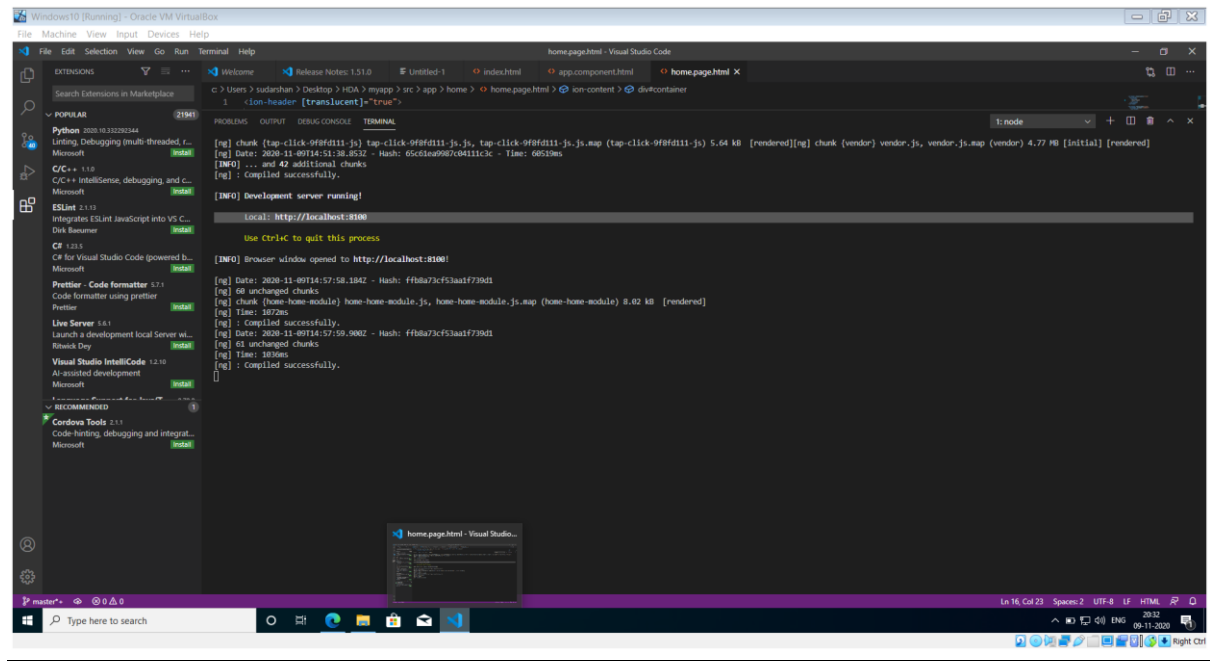 Windows10 [Running] - Oracle VM VirtualBox
File Machine View Input Devices Help
File Edit Selection View Go Run Terminal Help
home.page.html - Visual Studio Code
EXTENSIONS
Welcome
Release Notes: 1.51.0
Untitled-1
index.html
app.component.html
home.page.html
Search Extensions in Marketplace
c: > Users > sudarshan > Desktop > HDA > myapp > src > app > home > home.page.html > ion-content > div#container
1 <ion-header [translucent]="true">
POPULAR 21941
Python 2020.10.332292344
Linting, Debugging (multi-threaded, r...
Microsoft Install
C/C++ 1.1.0
C/C++ IntelliSense, debugging, and c...
Microsoft Install
ESLint 2.1.13
Integrates ESLint JavaScript into VS C...
Dirk Baeumer Install
C# 1.23.5
C# for Visual Studio Code (powered b...
Microsoft Install
Prettier - Code formatter 5.7.1
Code formatter using prettier
Prettier Install
Live Server 5.6.1
Launch a development local Server wi...
Ritwick Dey Install
Visual Studio IntelliCode 1.2.10
AI-assisted development
Microsoft Install
RECOMMENDED 1
Cordova Tools 2.1.1
Code-hinting, debugging and integrat...
Microsoft Install
PROBLEMS OUTPUT DEBUG CONSOLE TERMINAL
1: node
[ng] chunk {tap-click-9f8fd111-js} tap-click-9f8fd111-js.js, tap-click-9f8fd111-js.js.map (tap-click-9f8fd111-js) 5.64 kB [rendered][ng] chunk {vendor} vendor.js, vendor.js.map (vendor) 4.77 MB [initial] [rendered]
[ng] Date: 2020-11-09T14:51:38.853Z - Hash: 65c61ea9987c04111c3c - Time: 60519ms
[INFO] ... and 42 additional chunks
[ng] : Compiled successfully.
[INFO] Development server running!
Local: http://localhost:8100
Use Ctrl+C to quit this process
[INFO] Browser window opened to http://localhost:8100!
[ng] Date: 2020-11-09T14:57:58.184Z - Hash: ffb8a73cf53aa1f739d1
[ng] 60 unchanged chunks
[ng] chunk {home-home-module} home-home-module.js, home-home-module.js.map (home-home-module) 8.02 kB [rendered]
[ng] Time: 1072ms
[ng] : Compiled successfully.
[ng] Date: 2020-11-09T14:57:59.900Z - Hash: ffb8a73cf53aa1f739d1
[ng] 61 unchanged chunks
[ng] Time: 1036ms
[ng] : Compiled successfully.
home.page.html - Visual Studio...
master*+ 0 0
Ln 16, Col 23 Spaces: 2 UTF-8 LF HTML
Type here to search
ENG
20:32
09-11-2020
Right Ctrl